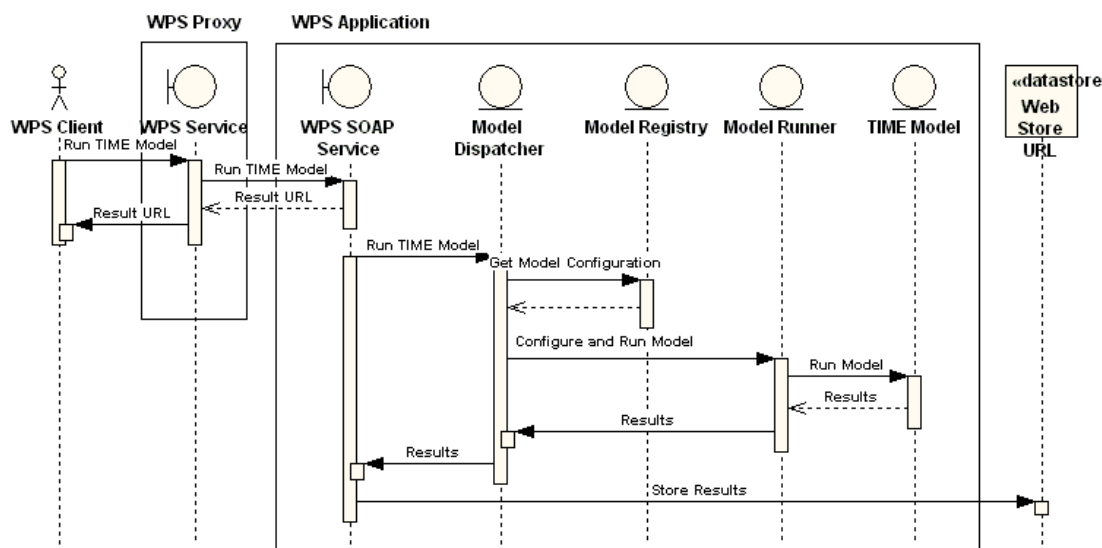 WPS Proxy
WPS Application
«datastore
Web
Store
URL
WPS Client
WPS Service
WPS SOAP
Service
Model
Dispatcher
Model Registry
Model Runner
TIME Model
Run TIME Model
Run TIME Model
Result URL
Result URL
Run TIME Model
Get Model Configuration
Configure and Run Model
Run Model
Results
Results
Results
Store Results